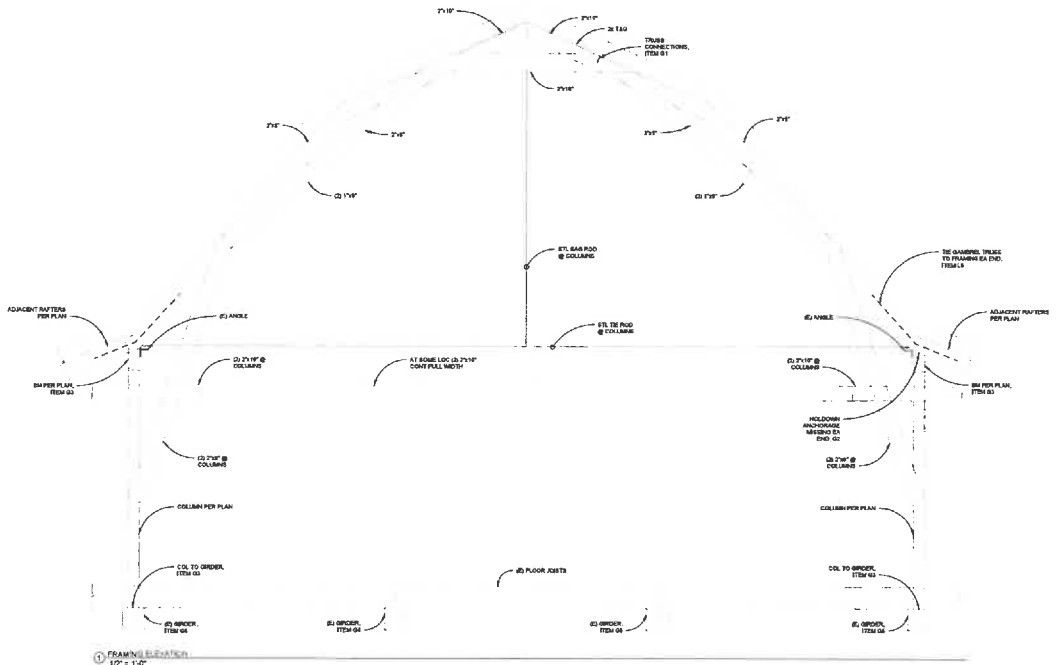 2"x10"
2"x10"
2x T&G
TRUSS
CONNECTIONS,
ITEM G1
2"x10"
2"x8"
2"x8"
2"x8"
2"x8"
(2) 1"x8"
(2) 1"x8"
STL SAG ROD
@ COLUMNS
TIE GAMBREL TRUSS
TO FRAMING EA END,
ITEM L6
ADJACENT RAFTERS
PER PLAN
(E) ANGLE
STL TIE ROD
@ COLUMNS
(E) ANGLE
ADJACENT RAFTERS
PER PLAN
BM PER PLAN,
ITEM G3
(2) 2"x10" @
COLUMNS
AT SOME LOC (2) 2"x10"
CONT FULL WIDTH
(2) 2"x10" @
COLUMNS
BM PER PLAN,
ITEM G3
HOLDOWN
ANCHORAGE
MISSING EA
END, G2
(2) 2"x8" @
COLUMNS
(2) 2"x8" @
COLUMNS
COLUMN PER PLAN
COLUMN PER PLAN
COL TO GIRDER,
ITEM G3
(E) FLOOR JOISTS
COL TO GIRDER,
ITEM G3
(E) GIRDER,
ITEM G4
(E) GIRDER,
ITEM G4
(E) GIRDER,
ITEM G5
(E) GIRDER,
ITEM G5
1 FRAMING ELEVATION
1/2" = 1'-0"